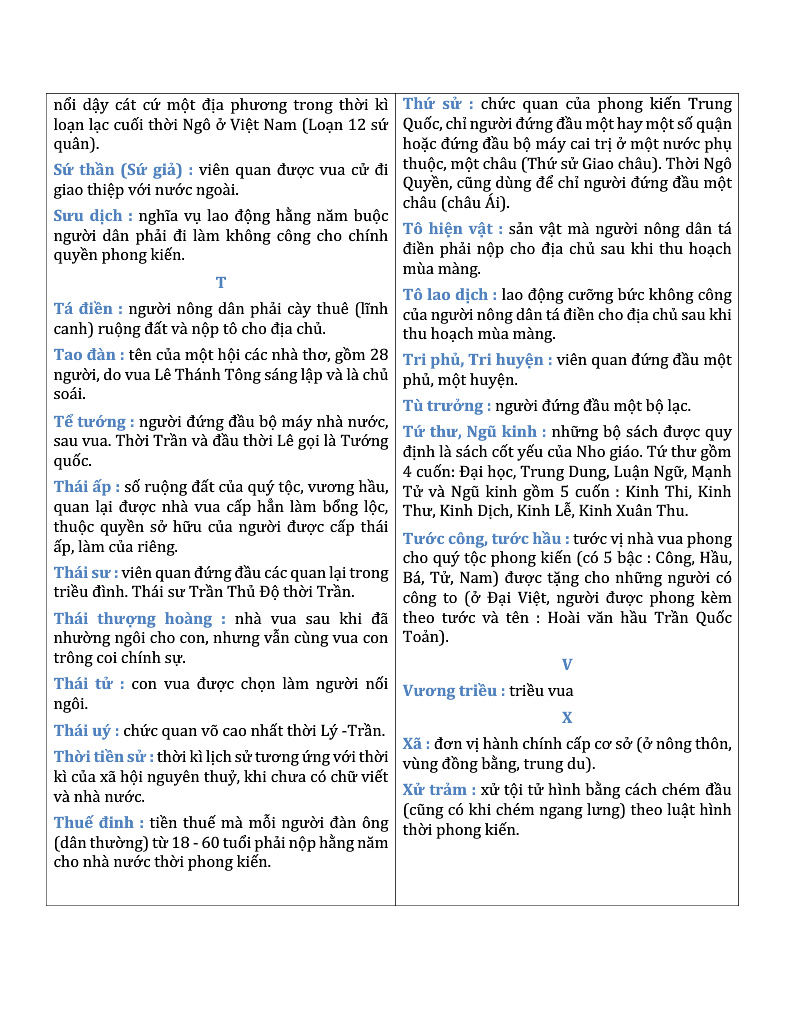 nổi dậy cát cứ một địa phương trong thời kì
loạn lạc cuối thời Ngô ở Việt Nam (Loạn 12 sứ
quân).
Sứ thần (Sứ giả) : viên quan được vua cử đi
giao thiệp với nước ngoài.
Sưu dịch : nghĩa vụ lao động hằng năm buộc
người dân phải đi làm không công cho chính
quyền phong kiến.
T
Tá điền : người nông dân phải cày thuê (lĩnh
canh) ruộng đất và nộp tô cho địa chủ.
Tao đàn : tên của một hội các nhà thơ, gồm 28
người, do vua Lê Thánh Tông sáng lập và là chủ
soái.
Tể tướng : người đứng đầu bộ máy nhà nước,
sau vua. Thời Trần và đầu thời Lê gọi là Tướng
quốc.
Thái ấp : số ruộng đất của quý tộc, vương hầu,
quan lại được nhà vua cấp hẳn làm bổng lộc,
thuộc quyền sở hữu của người được cấp thái
ấp, làm của riêng.
Thái sư : viên quan đứng đầu các quan lại trong
triều đình. Thái sư Trần Thủ Độ thời Trần.
Thái thượng hoàng : nhà vua sau khi đã
nhường ngôi cho con, nhưng vẫn cùng vua con
trông coi chính sự.
Thái tử : con vua được chọn làm người nối
ngôi.
Thái uý : chức quan võ cao nhất thời Lý -Trần.
Thời tiền sử : thời kì lịch sử tương ứng với thời
kì của xã hội nguyên thuỷ, khi chưa có chữ viết
và nhà nước.
Thuế đinh : tiền thuế mà mỗi người đàn ông
(dân thường) từ 18 - 60 tuổi phải nộp hằng năm
cho nhà nước thời phong kiến.
Thứ sử : chức quan của phong kiến Trung
Quốc, chỉ người đứng đầu một hay một số quận
hoặc đứng đầu bộ máy cai trị ở một nước phụ
thuộc, một châu (Thứ sử Giao châu). Thời Ngô
Quyền, cũng dùng để chỉ người đứng đầu một
châu (châu Ái).
Tô hiện vật : sản vật mà người nông dân tá
điền phải nộp cho địa chủ sau khi thu hoạch
mùa màng.
Tô lao dịch : lao động cưỡng bức không công
của người nông dân tá điền cho địa chủ sau khi
thu hoạch mùa màng.
Tri phủ, Tri huyện : viên quan đứng đầu một
phủ, một huyện.
Tù trưởng : người đứng đầu một bộ lạc.
Tứ thư, Ngũ kinh : những bộ sách được quy
định là sách cốt yếu của Nho giáo. Tứ thư gồm
4 cuốn: Đại học, Trung Dung, Luận Ngữ, Mạnh
Tử và Ngũ kinh gồm 5 cuốn : Kinh Thi, Kinh
Thư, Kinh Dịch, Kinh Lễ, Kinh Xuân Thu.
Tước công, tước hầu : tước vị nhà vua phong
cho quý tộc phong kiến (có 5 bậc : Công, Hầu,
Bá, Tử, Nam) được tặng cho những người có
công to (ở Đại Việt, người được phong kèm
theo tước và tên : Hoài văn hầu Trần Quốc
Toản).
V
Vương triều : triều vua
X
Xã : đơn vị hành chính cấp cơ sở (ở nông thôn,
vùng đồng bằng, trung du).
Xử trảm : xử tội tử hình bằng cách chém đầu
(cũng có khi chém ngang lưng) theo luật hình
thời phong kiến.